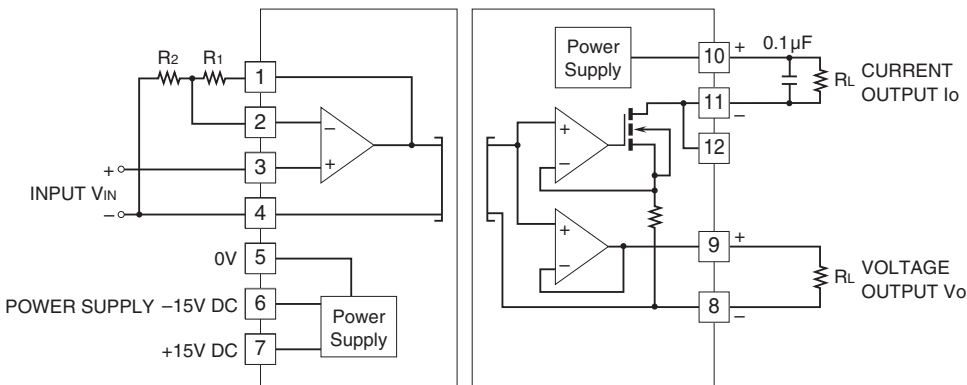 R2 R1
1
2
−
3
+
+
INPUT VIN
−
4
0V
5
POWER SUPPLY −15V DC
6
+15V DC
7
Power
Supply
Power
Supply
10
+
0.1µF
RL
CURRENT
OUTPUT Io
11
−
12
+
−
+
−
9
+
RL
VOLTAGE
OUTPUT Vo
8
−